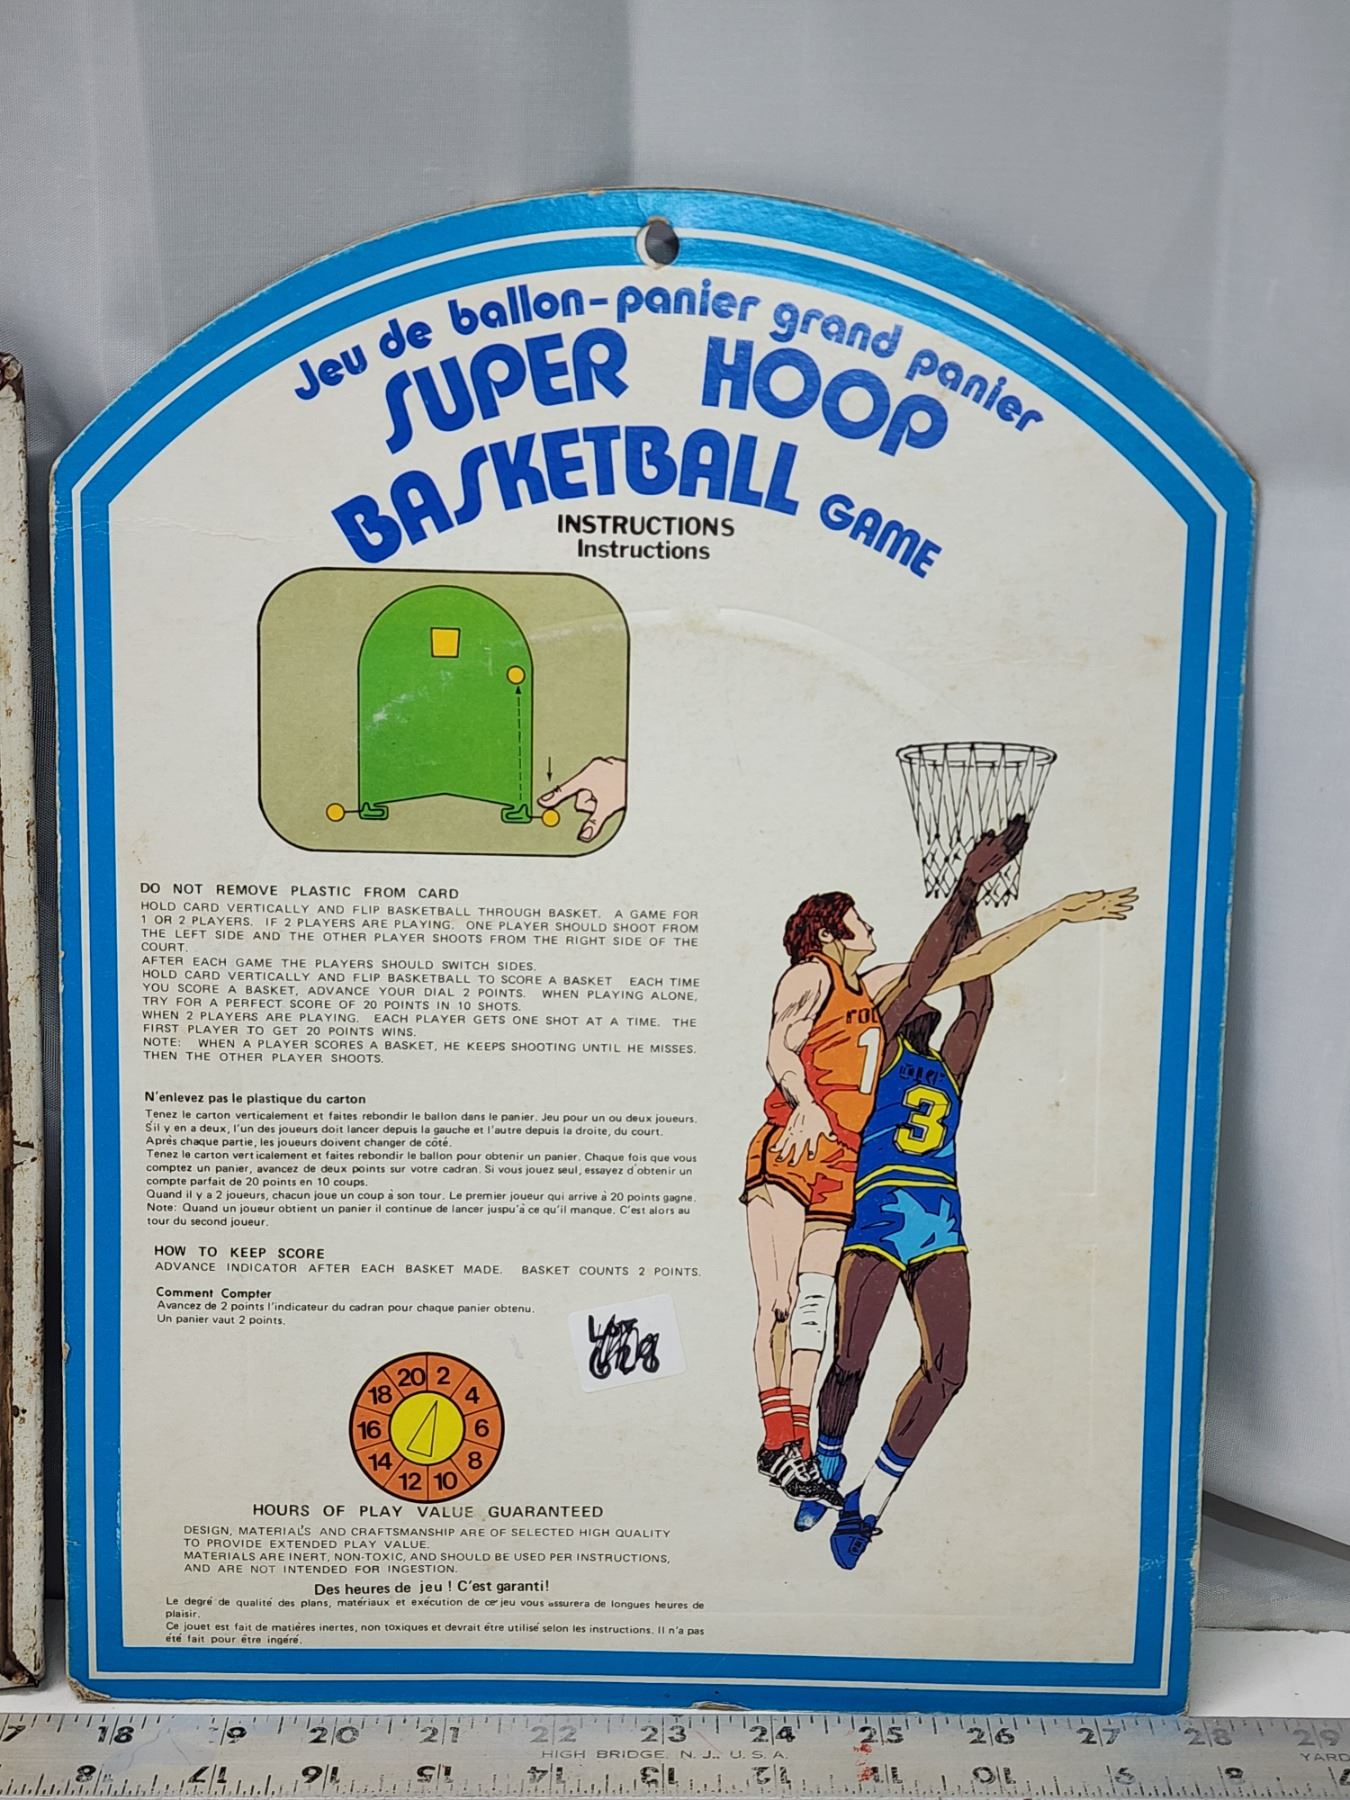 Jeu de ballon-panier grand panier
SUPER HOOP
BASKETBALL GAME
INSTRUCTIONS
Instructions
DO NOT REMOVE PLASTIC FROM CARD
HOLD CARD VERTICALLY AND FLIP BASKETBALL THROUGH BASKET. A GAME FOR
1 OR 2 PLAYERS. IF 2 PLAYERS ARE PLAYING. ONE PLAYER SHOULD SHOOT FROM
THE LEFT SIDE AND THE OTHER PLAYER SHOOTS FROM THE RIGHT SIDE OF THE
COURT.
AFTER EACH GAME THE PLAYERS SHOULD SWITCH SIDES.
HOLD CARD VERTICALLY AND FLIP BASKETBALL TO SCORE A BASKET EACH TIME
YOU SCORE A BASKET, ADVANCE YOUR DIAL 2 POINTS. WHEN PLAYING ALONE,
TRY FOR A PERFECT SCORE OF 20 POINTS IN 10 SHOTS.
WHEN 2 PLAYERS ARE PLAYING. EACH PLAYER GETS ONE SHOT AT A TIME. THE
FIRST PLAYER TO GET 20 POINTS WINS.
NOTE: WHEN A PLAYER SCORES A BASKET, HE KEEPS SHOOTING UNTIL HE MISSES.
THEN THE OTHER PLAYER SHOOTS.
N'enlevez pas le plastique du carton
Tenez le carton verticalement et faites rebondir le ballon dans le panier. Jeu pour un ou deux joueurs.
S'il y en a deux, l'un des joueurs doit lancer depuis la gauche et l'autre depuis la droite, du court.
Après chaque partie, les joueurs doivent changer de côté.
Tenez le carton verticalement et faites rebondir le ballon pour obtenir un panier. Chaque fois que vous
comptez un panier, avancez de deux points sur votre cadran. Si vous jouez seul, essayez d'obtenir un
compte parfait de 20 points en 10 coups.
Quand il y a 2 joueurs, chacun joue un coup à son tour. Le premier joueur qui arrive à 20 points gagne.
Note: Quand un joueur obtient un panier il continue de lancer juspu'à ce qu'il manque. C'est alors au
tour du second joueur.
HOW TO KEEP SCORE
ADVANCE INDICATOR AFTER EACH BASKET MADE. BASKET COUNTS 2 POINTS.
Comment Compter
Avancez de 2 points l'indicateur du cadran pour chaque panier obtenu.
Un panier vaut 2 points.
LOT
20 2 4 6 8 10 12 14 16 18
1
3
HOURS OF PLAY VALUE GUARANTEED
DESIGN, MATERIALS AND CRAFTSMANSHIP ARE OF SELECTED HIGH QUALITY
TO PROVIDE EXTENDED PLAY VALUE.
MATERIALS ARE INERT, NON-TOXIC, AND SHOULD BE USED PER INSTRUCTIONS,
AND ARE NOT INTENDED FOR INGESTION.
Des heures de jeu ! C'est garanti!
Le degré de qualité des plans, matériaux et exécution de ce jeu vous assurera de longues heures de
plaisir.
Ce jouet est fait de matières inertes, non toxiques et devrait être utilisé selon les instructions. Il n'a pas
été fait pour être ingéré.
7 18 19 20 21 22 23 24 25 26 27 28 29
HIGH BRIDGE, N.J., U.S.A.
YARD
18 17 16 15 14 13 12 11 10 9 8 7